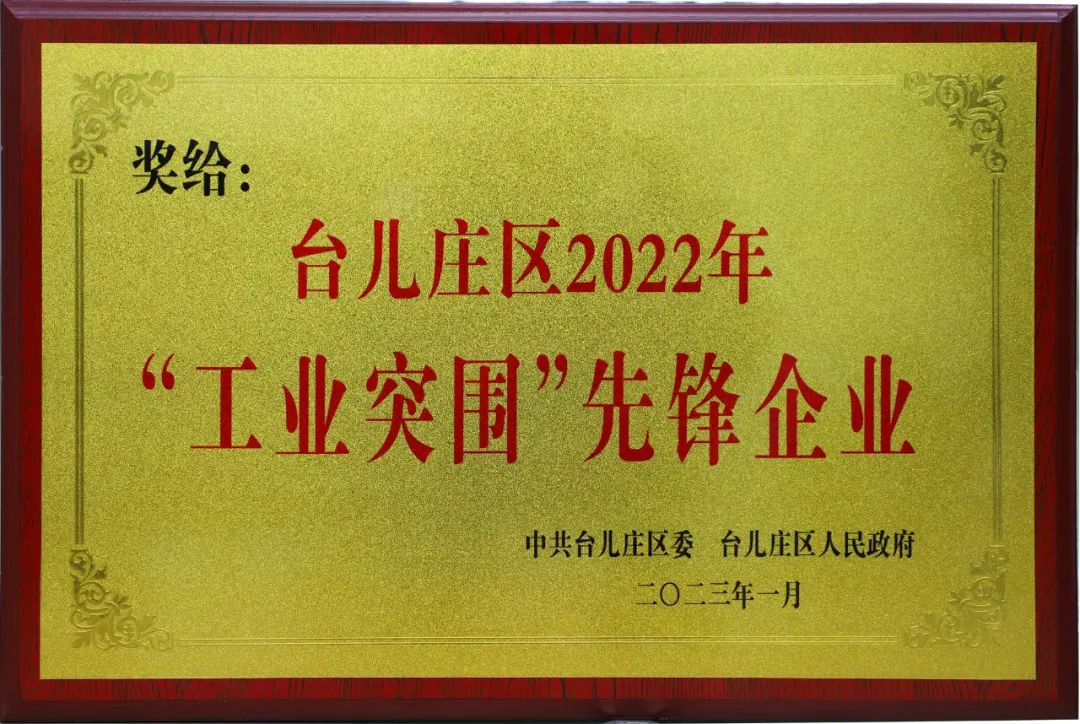 奖给：
台儿庄区2022年
“工业突围”先锋企业
中共台儿庄区委 台儿庄区人民政府
二〇二三年一月